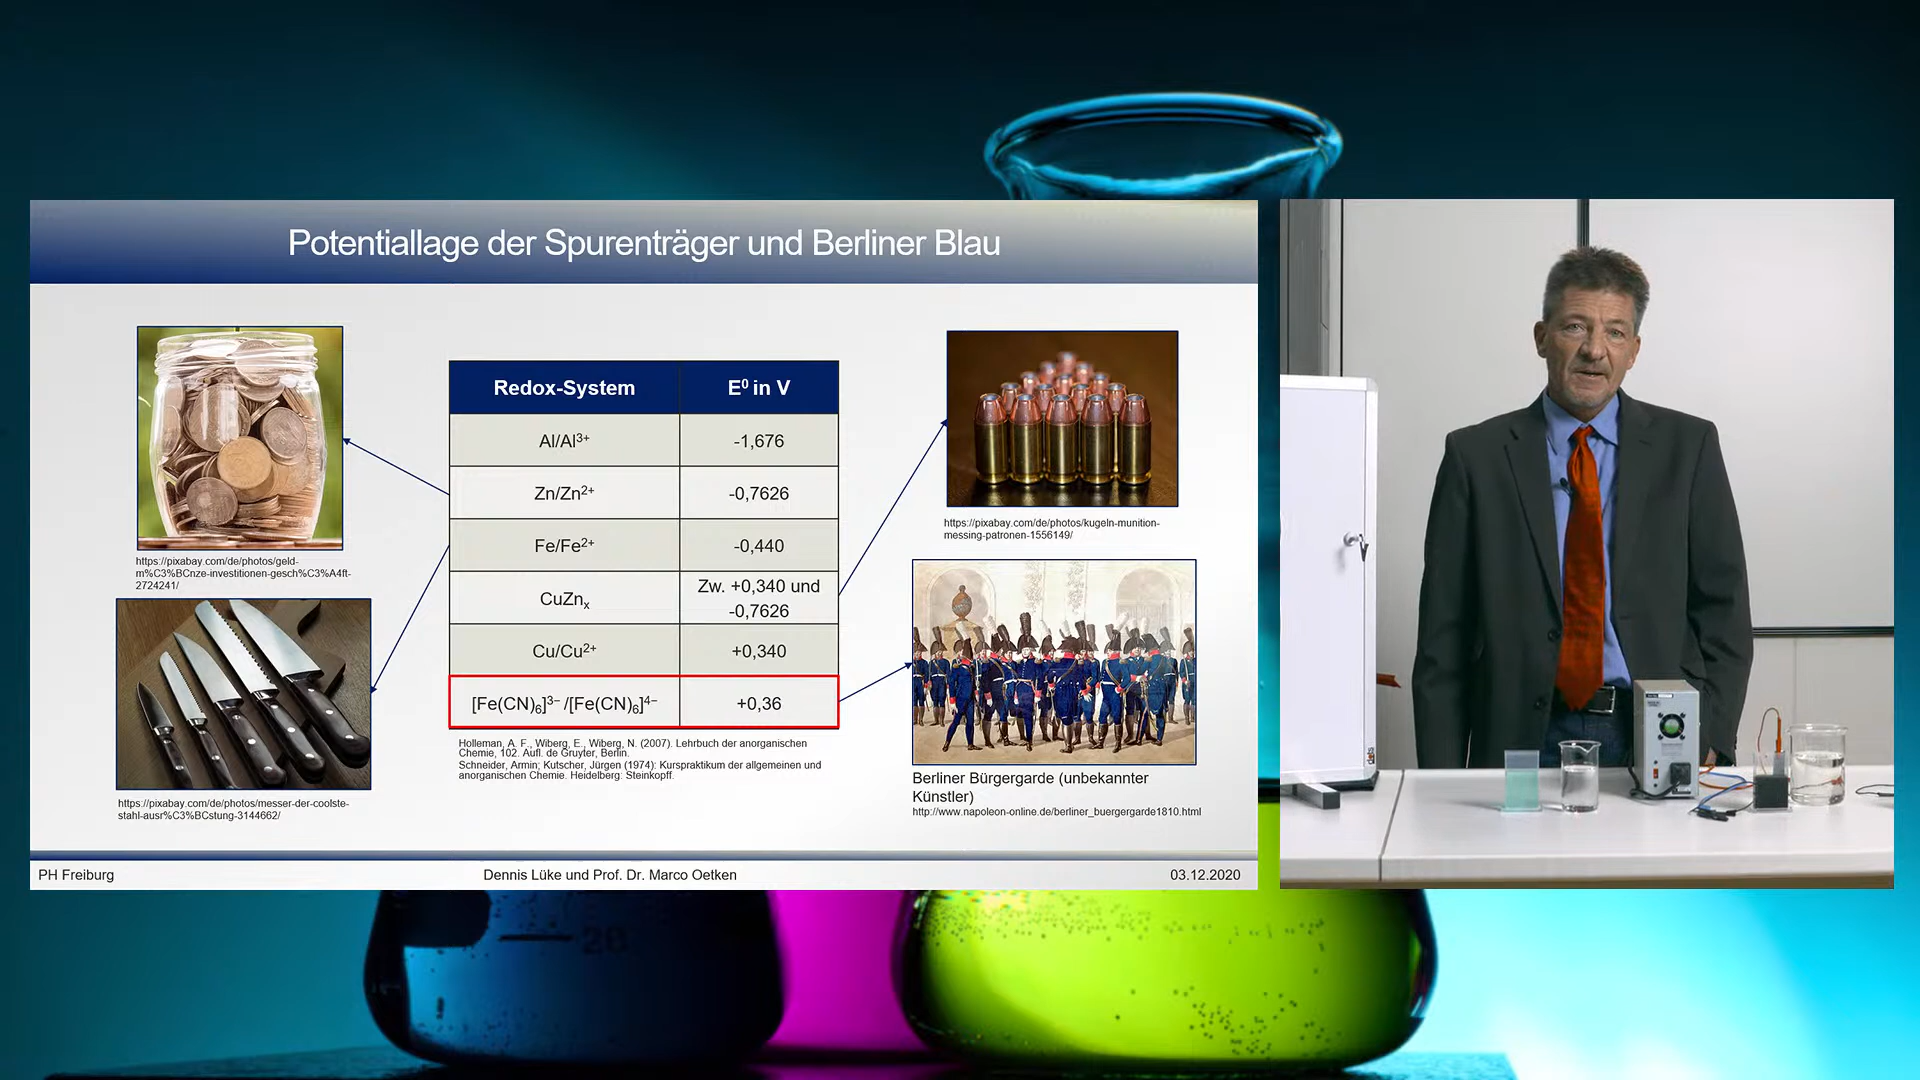 Potentiallage der Spurenträger und Berliner Blau
https://pixabay.com/de/photos/geld-
m%C3%BCnze-investitionen-gesch%C3%A4ft-
2724241/
https://pixabay.com/de/photos/messer-der-coolste-
stahl-ausr%C3%BCstung-3144662/
Redox-System E⁰ in V
Al/Al³⁺ -1,676
Zn/Zn²⁺ -0,7626
Fe/Fe²⁺ -0,440
CuZnₓ Zw. +0,340 und
-0,7626
Cu/Cu²⁺ +0,340
[Fe(CN)₆]³⁻ /[Fe(CN)₆]⁴⁻ +0,36
Holleman, A. F., Wiberg, E., Wiberg, N. (2007). Lehrbuch der anorganischen
Chemie, 102. Aufl. de Gruyter, Berlin.
Schneider, Armin; Kutscher, Jürgen (1974): Kurspraktikum der allgemeinen und
anorganischen Chemie. Heidelberg: Steinkopff.
https://pixabay.com/de/photos/kugeln-munition-
messing-patronen-1556149/
Berliner Bürgergarde (unbekannter
Künstler)
http://www.napoleon-online.de/berliner_buergergarde1810.html
PH Freiburg
Dennis Lüke und Prof. Dr. Marco Oetken
03.12.2020
20